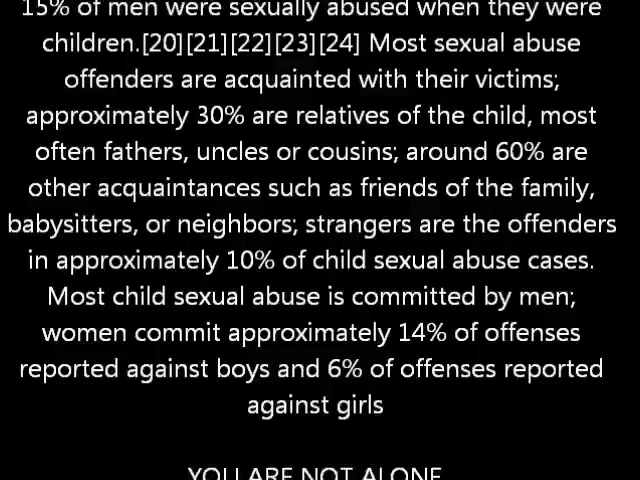 15% of men were sexually abused when they were
children.[20][21][22][23][24] Most sexual abuse
offenders are acquainted with their victims;
approximately 30% are relatives of the child, most
often fathers, uncles or cousins; around 60% are
other acquaintances such as friends of the family,
babysitters, or neighbors; strangers are the offenders
in approximately 10% of child sexual abuse cases.
Most child sexual abuse is committed by men;
women commit approximately 14% of offenses
reported against boys and 6% of offenses reported
against girls
YOU ARE NOT ALONE